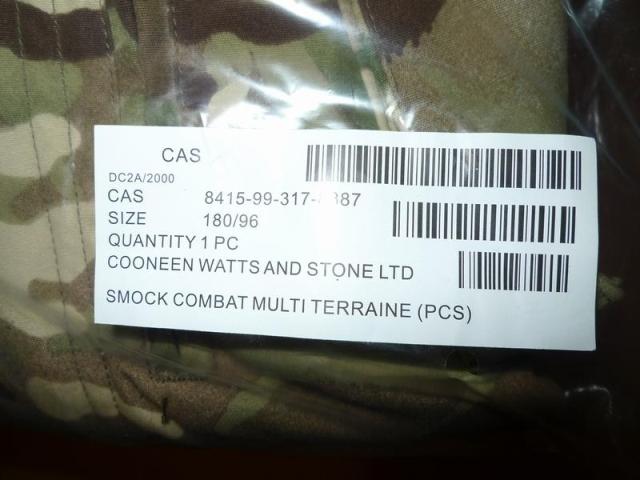 CAS
DC2A/2000
CAS 8415-99-317-
SIZE 180/96
QUANTITY 1 PC
COONEEN WATTS AND STONE LTD
SMOCK COMBAT MULTI TERRAINE (PCS)